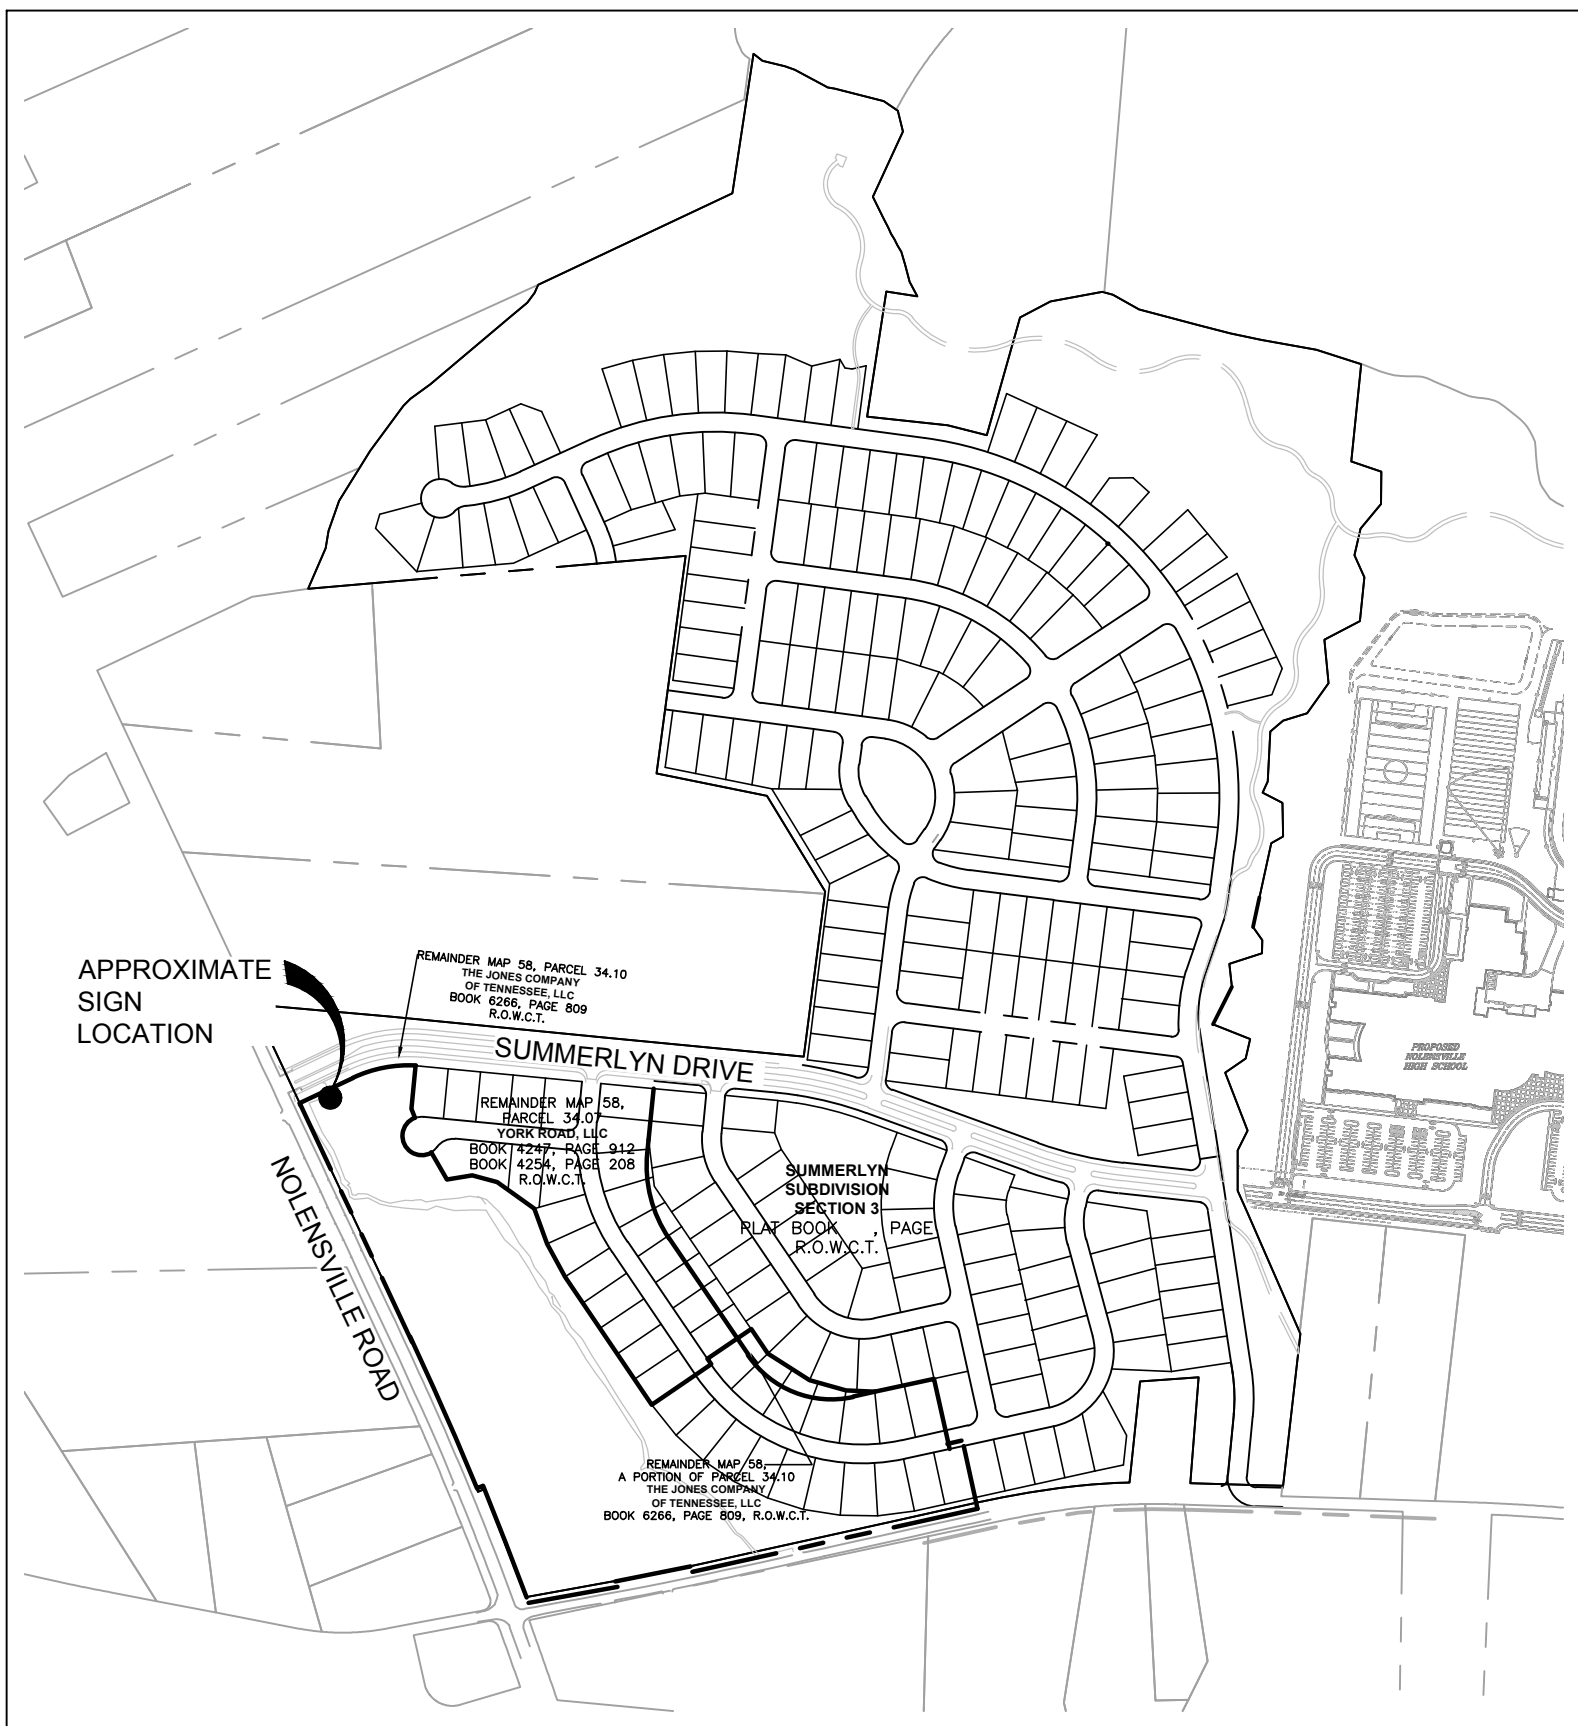 APPROXIMATE
SIGN
LOCATION
REMAINDER MAP 58, PARCEL 34.10
THE JONES COMPANY
OF TENNESSEE, LLC
BOOK 6266, PAGE 809
R.O.W.C.T.
SUMMERLYN DRIVE
PROPOSED
NOLENSVILLE
HIGH SCHOOL
REMAINDER MAP 58,
PARCEL 34.07
YORK ROAD, LLC
BOOK 4247, PAGE 912
BOOK 4254, PAGE 208
R.O.W.C.T.
SUMMERLYN
SUBDIVISION
SECTION 3
PLAT BOOK , PAGE
R.O.W.C.T.
NOLENSVILLE ROAD
REMAINDER MAP 58,
A PORTION OF PARCEL 34.10
THE JONES COMPANY
OF TENNESSEE, LLC
BOOK 6266, PAGE 809, R.O.W.C.T.